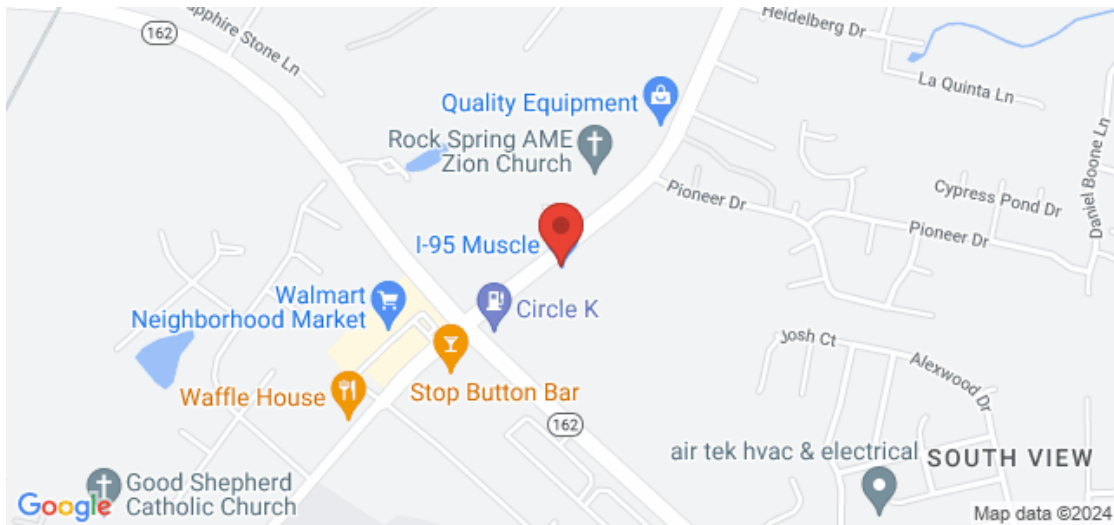 162
Sapphire Stone Ln
Heidelberg Dr
La Quinta Ln
Quality Equipment
Rock Spring AME
Zion Church
Pioneer Dr
Cypress Pond Dr
Daniel Boone Ln
Pioneer Dr
I-95 Muscle
Walmart
Neighborhood Market
Circle K
Josh Ct
Alexwood Dr
Waffle House
Stop Button Bar
162
air tek hvac & electrical
SOUTH VIEW
Good Shepherd
Catholic Church
Google
Map data ©2024